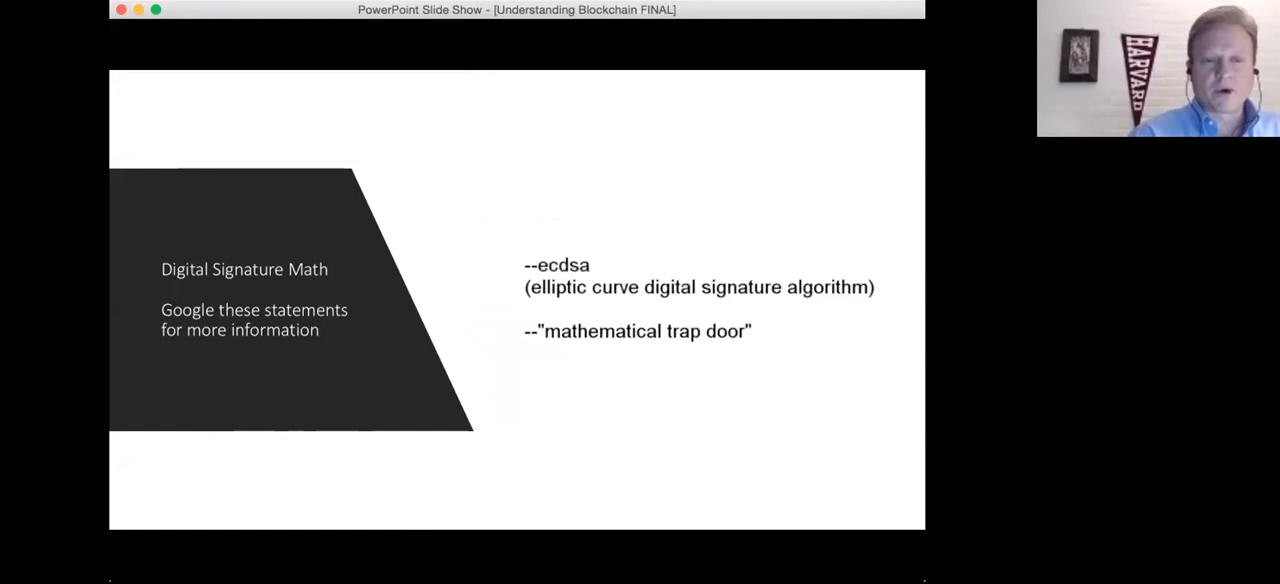 PowerPoint Slide Show - [Understanding Blockchain FINAL]
HARVARD
Digital Signature Math
Google these statements
for more information
--ecdsa
(elliptic curve digital signature algorithm)
--"mathematical trap door"